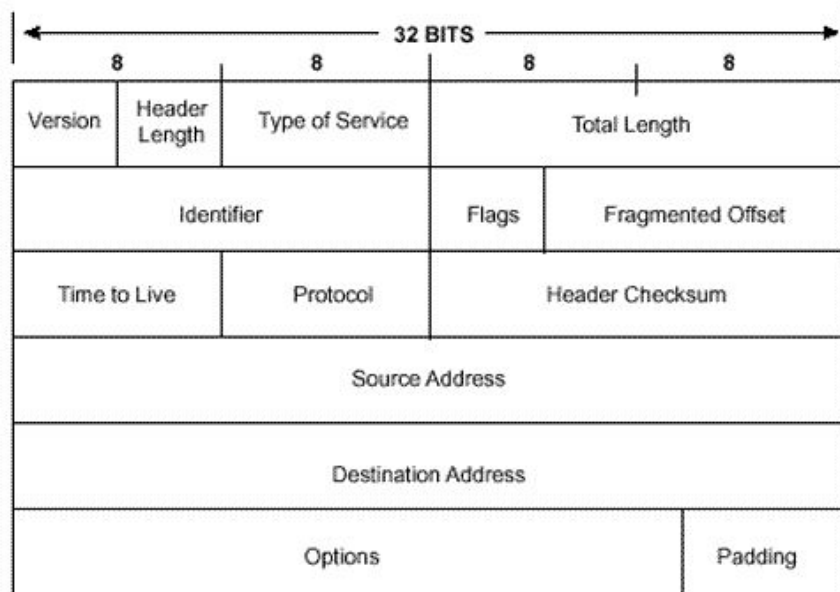 32 BITS
8 8 8 8
Version Header Length Type of Service Total Length
Identifier Flags Fragmented Offset
Time to Live Protocol Header Checksum
Source Address
Destination Address
Options Padding